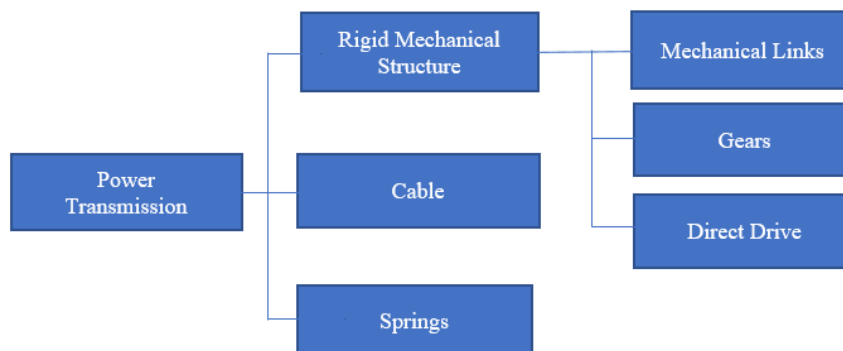 Rigid Mechanical
Structure
Mechanical Links
Gears
Power
Transmission
Cable
Direct Drive
Springs